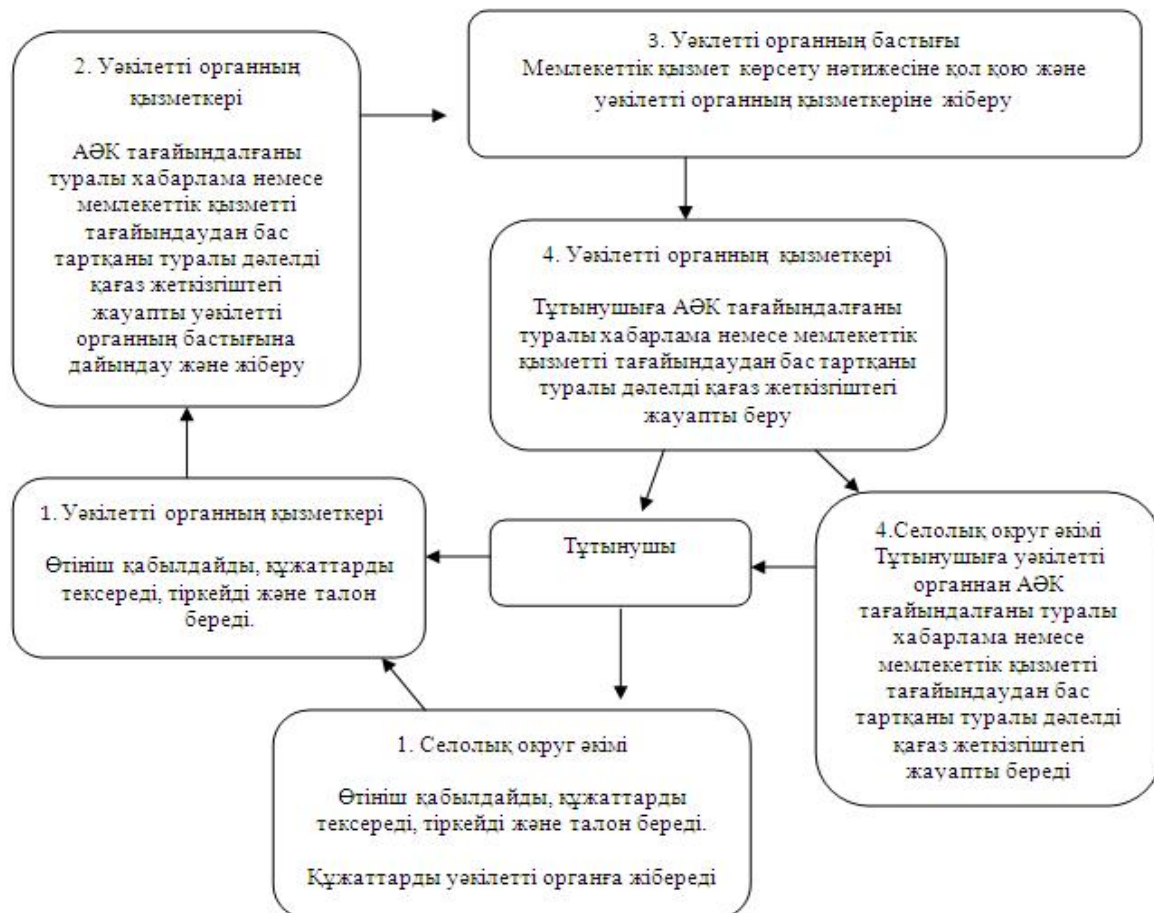 2. Уәкілетті органның
қызметкері
АӘК тағайындалғаны
туралы хабарлама немесе
мемлекеттік қызметті
тағайындаудан бас
тартқаны туралы дәлелді
қағаз жеткізгіштегі
жауапты уәкілетті
органның бастығына
дайындау және жіберу
3. Уәклетті органның бастығы
Мемлекеттік қызмет көрсету нәтижесіне қол қою және
уәкілетті органның қызметкеріне жіберу
4. Уәкілетті органның қызметкері
Тұтынушыға АӘК тағайындалғаны
туралы хабарлама немесе мемлекеттік
қызметті тағайындаудан бас тартқаны
туралы дәлелді қағаз жеткізгіштегі
жауапты беру
1. Уәкілетті органның қызметкері
Өтініш қабылдайды, құжаттарды
тексереді, тіркейді және талон
береді.
Тұтынушы
4.Селолық округ әкімі
Тұтынушыға уәкілетті
органнан АӘК
тағайындалғаны туралы
хабарлама немесе
мемлекеттік қызметті
тағайындаудан бас
тартқаны туралы дәлелді
қағаз жеткізгіштегі
жауапты береді
1. Селолық округ әкімі
Өтініш қабылдайды, құжаттарды
тексереді, тіркейді және талон береді.
Құжаттарды уәкілетті органға жібереді